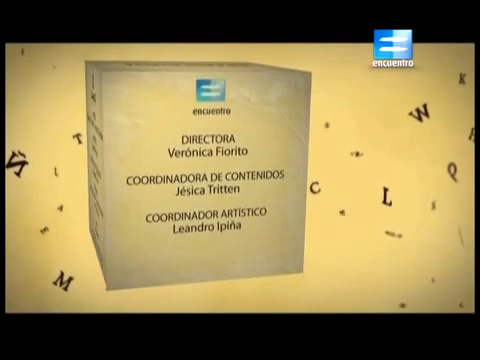 encuentro
encuentro
DIRECTORA
Verónica Fiorito
COORDINADORA DE CONTENIDOS
Jésica Tritten
COORDINADOR ARTÍSTICO
Leandro Ipiña
K
W
T
Q
C
L
M